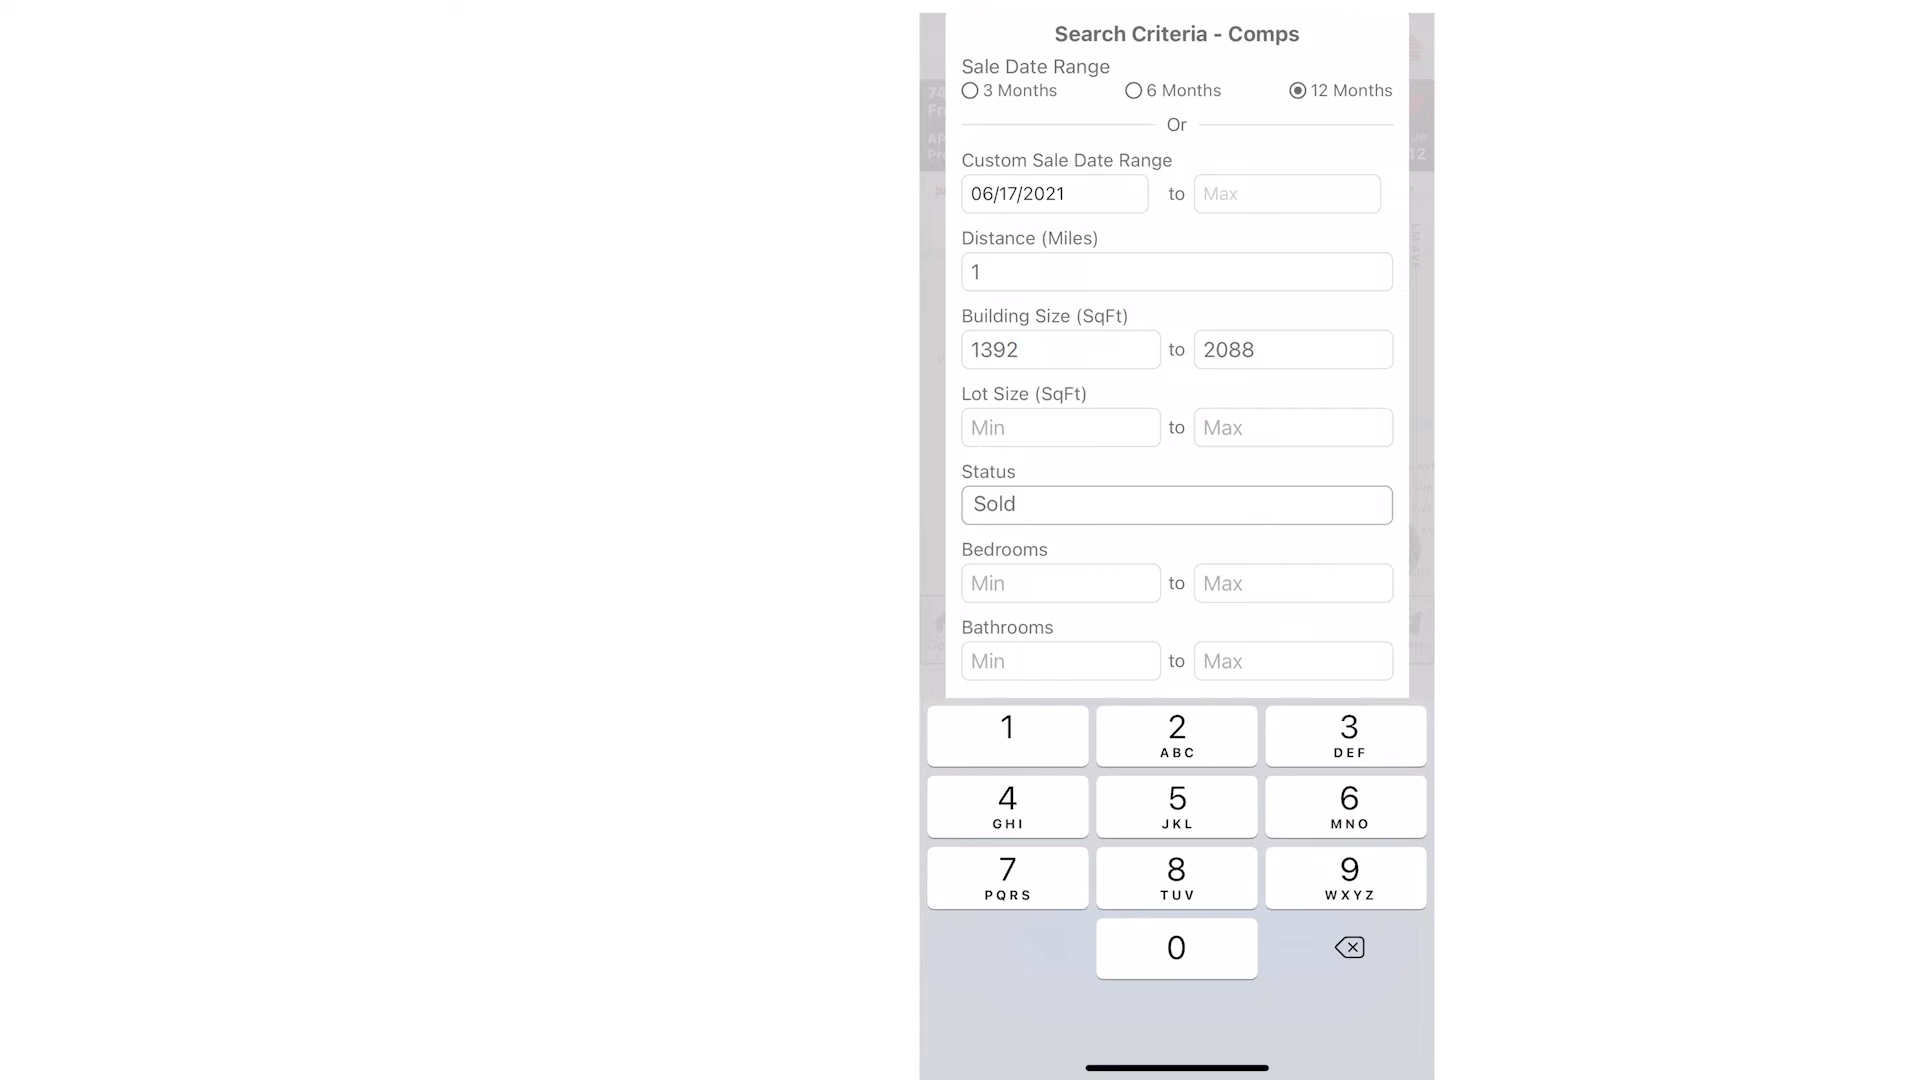 Search Criteria - Comps
Sale Date Range
3 Months 6 Months 12 Months
Or
Custom Sale Date Range
06/17/2021 to Max
Distance (Miles)
1
Building Size (SqFt)
1392 to 2088
Lot Size (SqFt)
Min to Max
Status
Sold
Bedrooms
Min to Max
Bathrooms
Min to Max
1 2 3
ABC DEF
4 5 6
GHI JKL MNO
7 8 9
PQRS TUV WXYZ
0